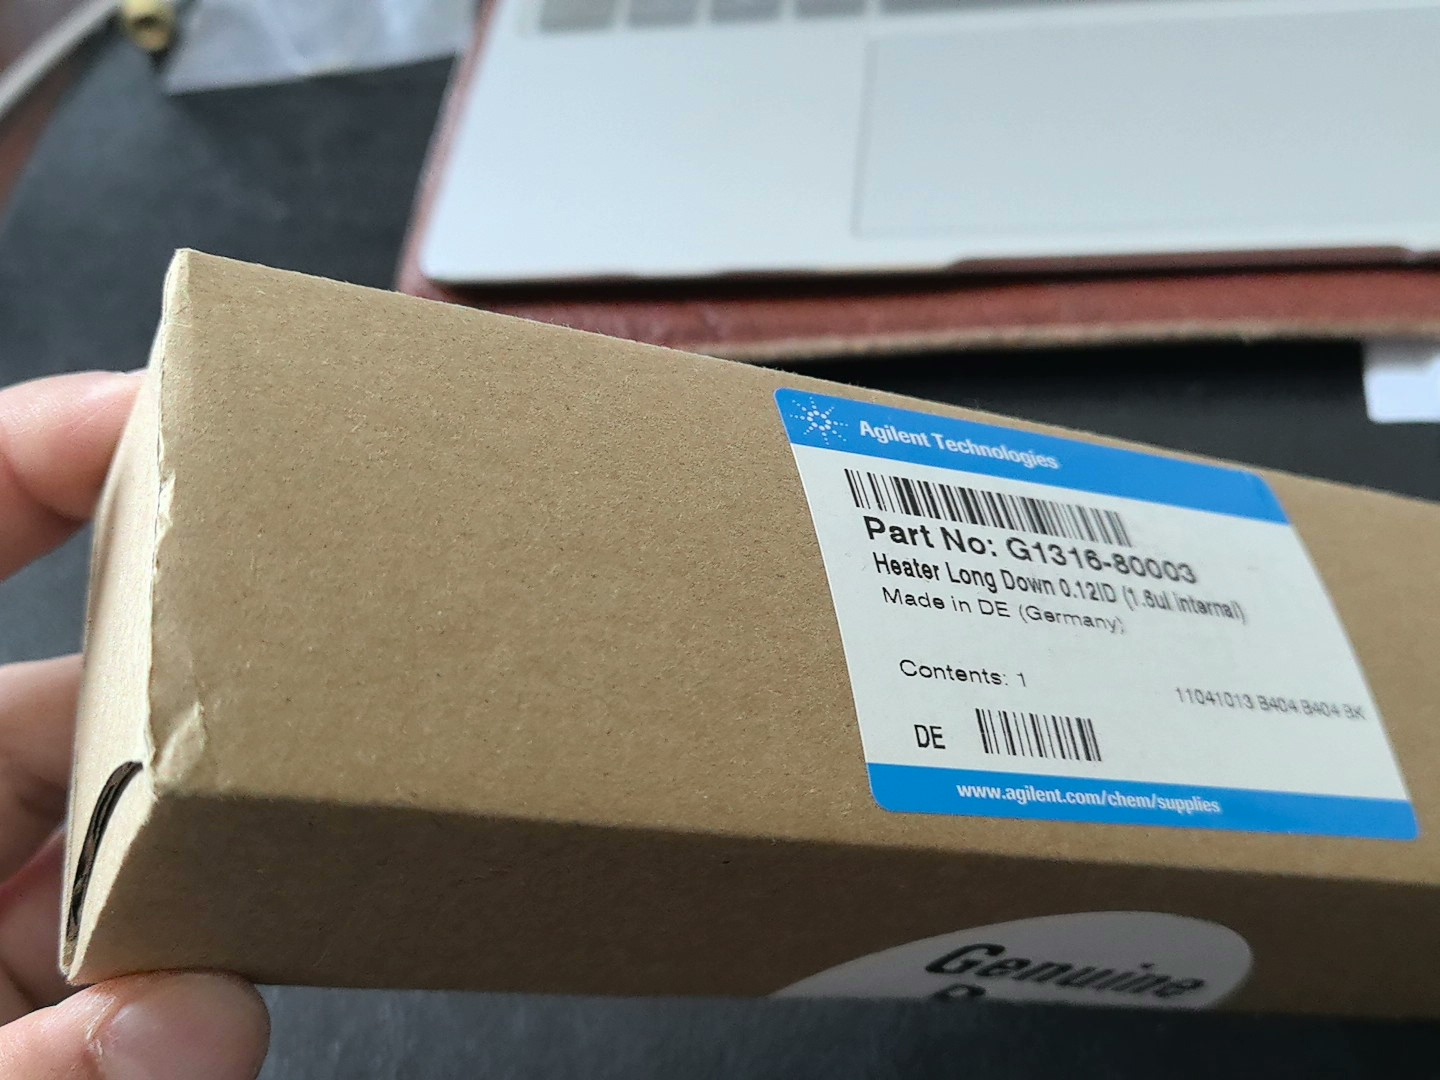 Agilent Technologies
Part No: G1316-80003
Heater Long Down 0.12ID (1.6ul internal)
Made in DE (Germany)
Contents: 1
11041013 B404 B404 BK
DE
www.agilent.com/chem/supplies
Genuine